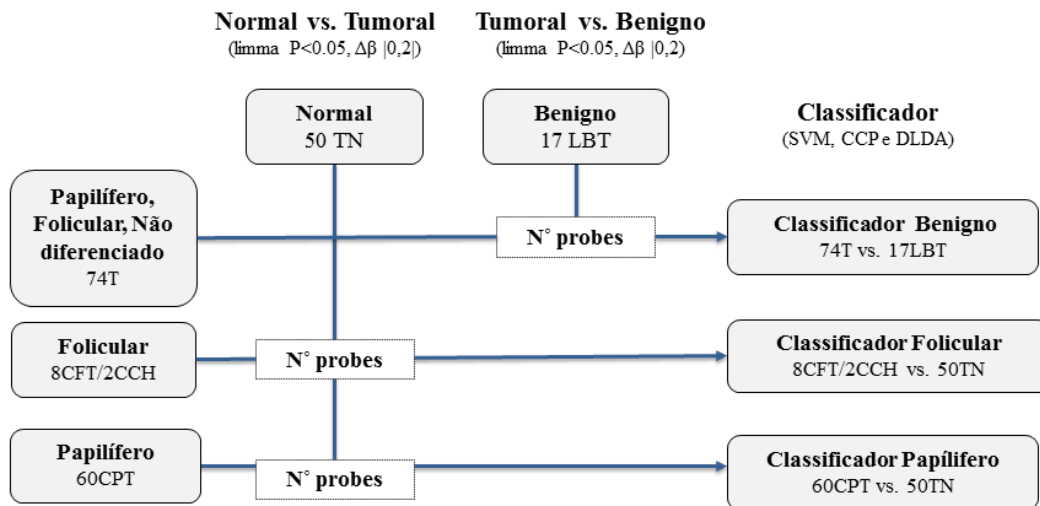 Normal vs. Tumoral
(limma P<0.05, Δβ |0,2|)
Tumoral vs. Benigno
(limma P<0.05, Δβ |0,2)
Normal
50 TN
Benigno
17 LBT
Classificador
(SVM, CCP e DLDA)
Papilífero,
Folicular, Não
diferenciado
74T
N° probes
Classificador Benigno
74T vs. 17LBT
Folicular
8CFT/2CCH
N° probes
Classificador Folicular
8CFT/2CCH vs. 50TN
Papilífero
60CPT
N° probes
Classificador Papílifero
60CPT vs. 50TN